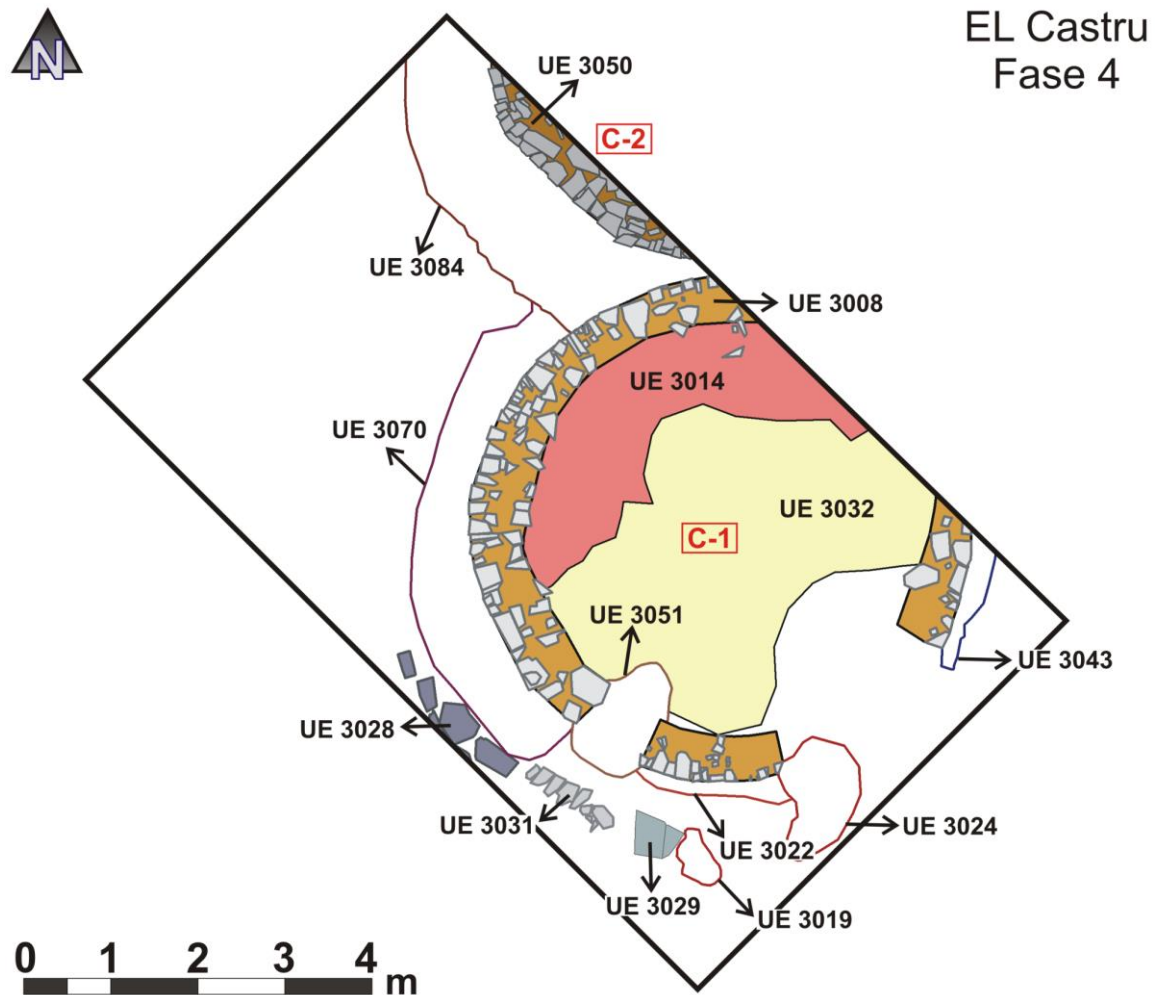 N
EL Castru
Fase 4
UE 3050
C-2
UE 3084
UE 3008
UE 3014
UE 3070
UE 3032
C-1
UE 3051
UE 3043
UE 3028
UE 3031
UE 3022
UE 3024
UE 3029
UE 3019
0 1 2 3 4
m